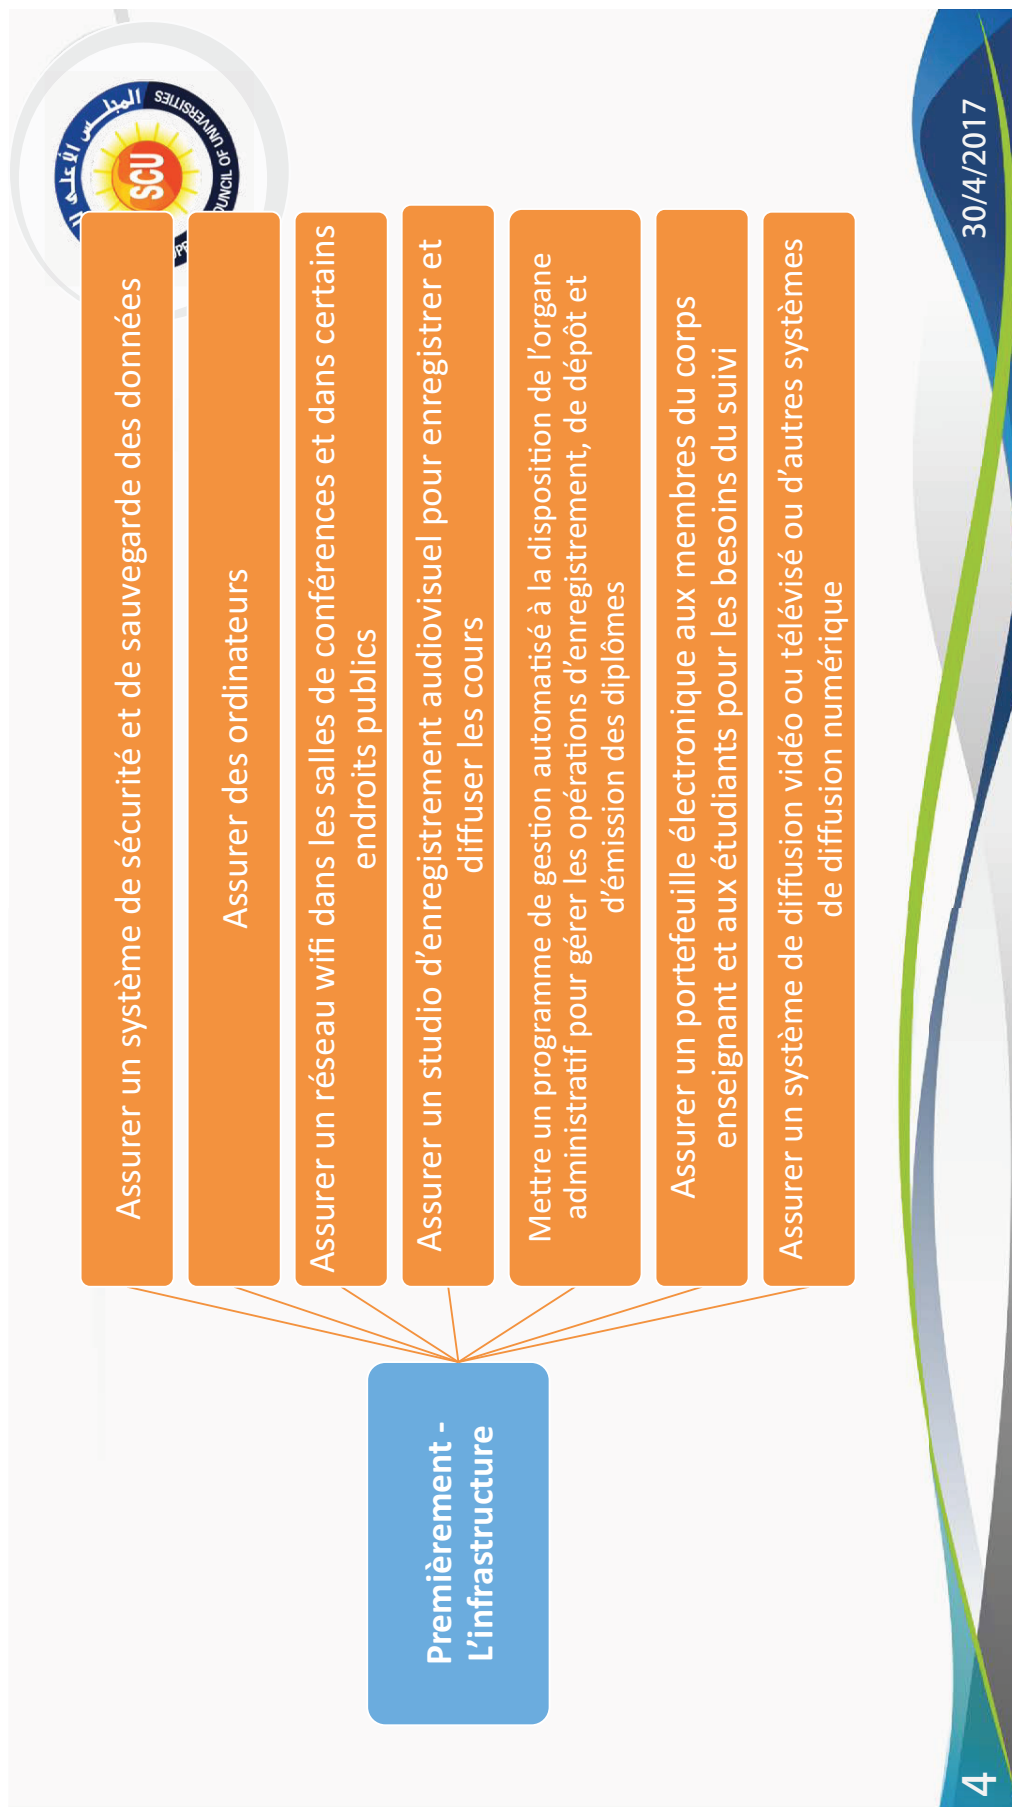 المجلس الأعلى
COUNCIL OF UNIVERSITIES
SCU
Premièrement -
L’infrastructure
Assurer un système de sécurité et de sauvegarde des données
Assurer des ordinateurs
Assurer un réseau wifi dans les salles de conférences et dans certains
endroits publics
Assurer un studio d’enregistrement audiovisuel pour enregistrer et
diffuser les cours
Mettre un programme de gestion automatisé à la disposition de l’organe
administratif pour gérer les opérations d’enregistrement, de dépôt et
d’émission des diplômes
Assurer un portefeuille électronique aux membres du corps
enseignant et aux étudiants pour les besoins du suivi
Assurer un système de diffusion vidéo ou télévisé ou d’autres systèmes
de diffusion numérique
4
30/4/2017